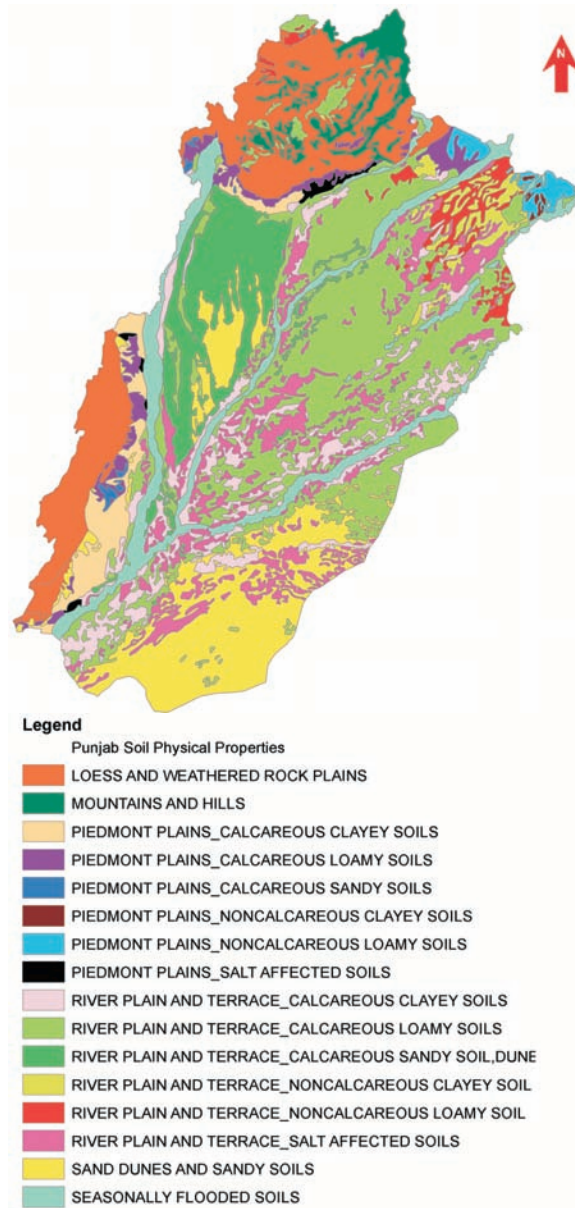 N
Legend
Punjab Soil Physical Properties
LOESS AND WEATHERED ROCK PLAINS
MOUNTAINS AND HILLS
PIEDMONT PLAINS_CALCAREOUS CLAYEY SOILS
PIEDMONT PLAINS_CALCAREOUS LOAMY SOILS
PIEDMONT PLAINS_CALCAREOUS SANDY SOILS
PIEDMONT PLAINS_NONCALCAREOUS CLAYEY SOILS
PIEDMONT PLAINS_NONCALCAREOUS LOAMY SOILS
PIEDMONT PLAINS_SALT AFFECTED SOILS
RIVER PLAIN AND TERRACE_CALCAREOUS CLAYEY SOILS
RIVER PLAIN AND TERRACE_CALCAREOUS LOAMY SOILS
RIVER PLAIN AND TERRACE_CALCAREOUS SANDY SOIL,DUNE
RIVER PLAIN AND TERRACE_NONCALCAREOUS CLAYEY SOIL
RIVER PLAIN AND TERRACE_NONCALCAREOUS LOAMY SOIL
RIVER PLAIN AND TERRACE_SALT AFFECTED SOILS
SAND DUNES AND SANDY SOILS
SEASONALLY FLOODED SOILS